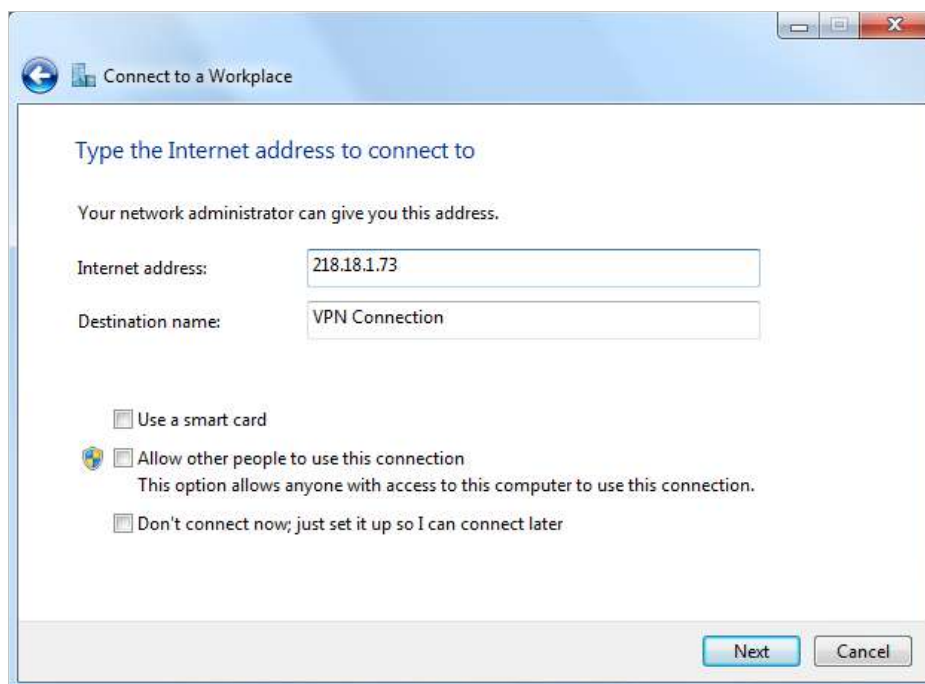 Connect to a Workplace
Type the Internet address to connect to
Your network administrator can give you this address.
Internet address: 218.18.1.73
Destination name: VPN Connection
Use a smart card
Allow other people to use this connection
This option allows anyone with access to this computer to use this connection.
Don't connect now; just set it up so I can connect later
Next Cancel